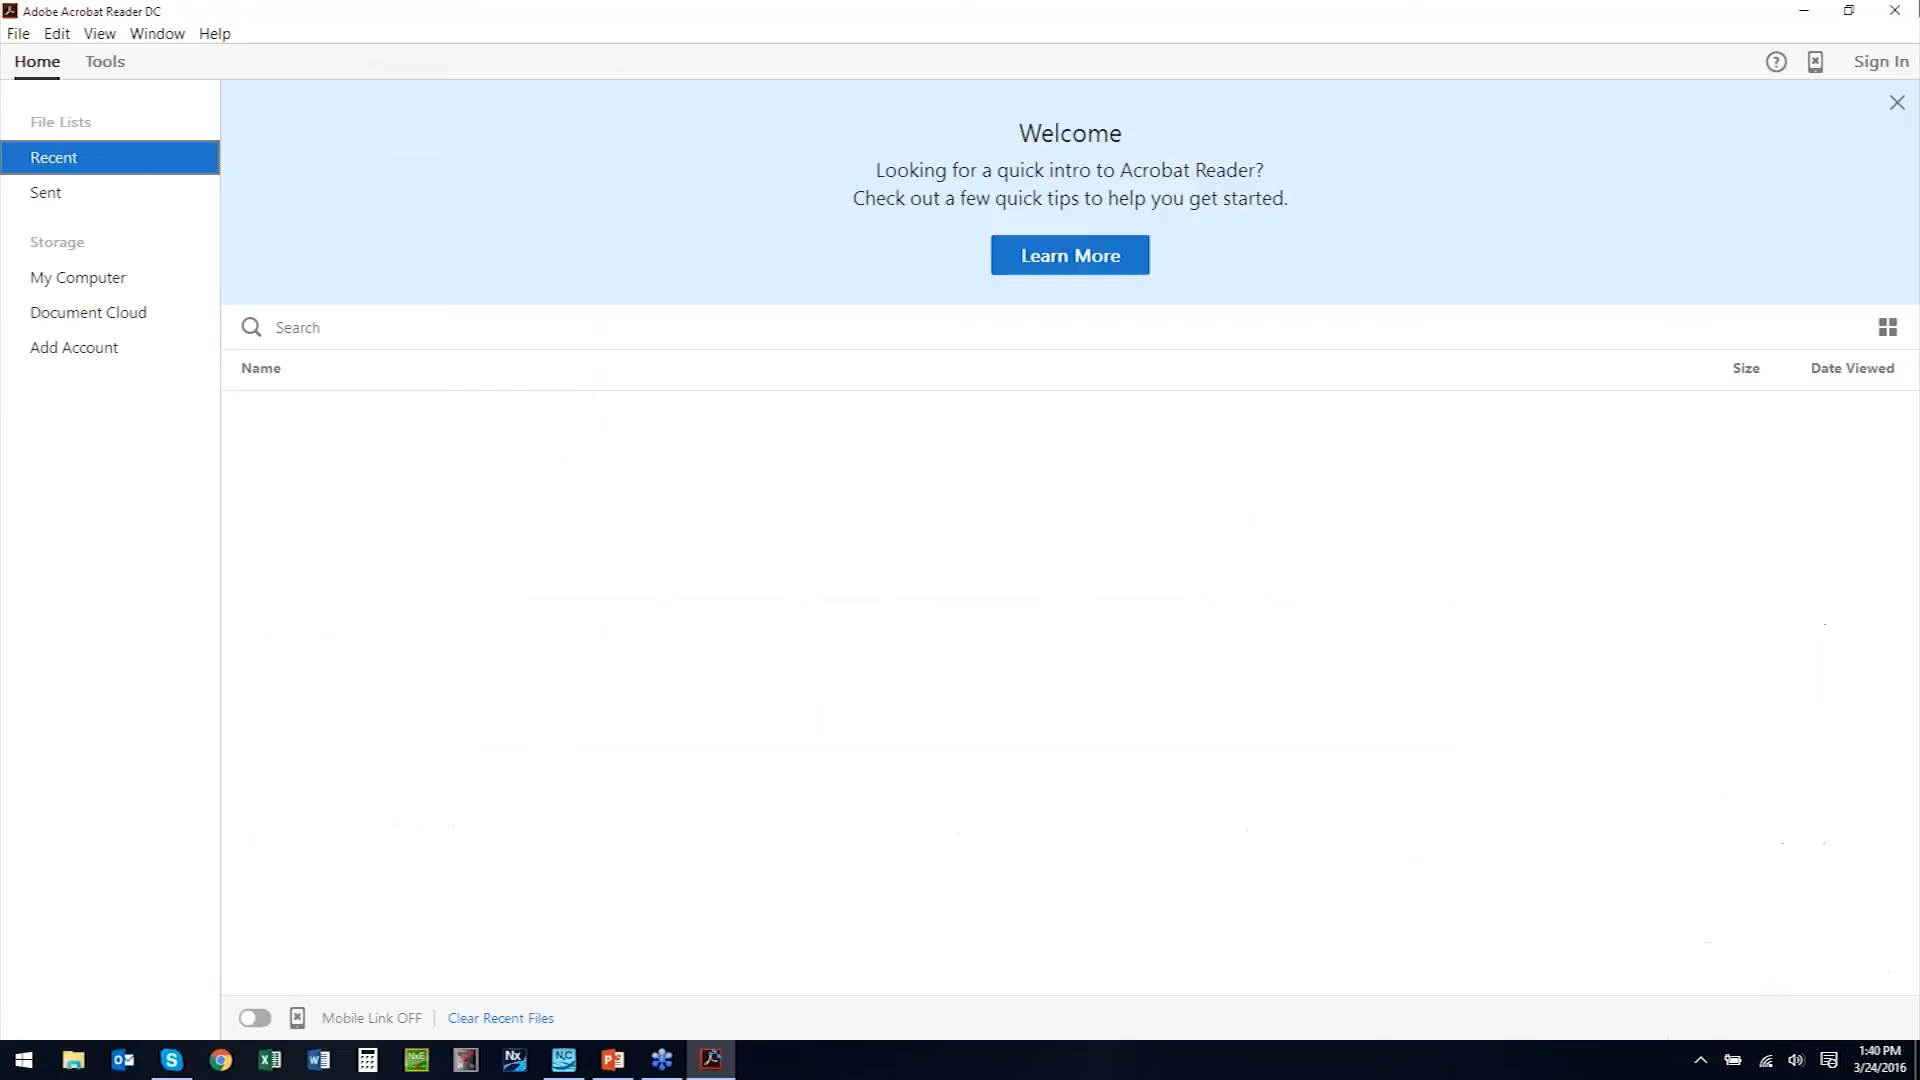 Adobe Acrobat Reader DC
File Edit View Window Help
Home Tools
Sign In
File Lists
Recent
Sent
Storage
My Computer
Document Cloud
Add Account
Welcome
Looking for a quick intro to Acrobat Reader?
Check out a few quick tips to help you get started.
Learn More
Search
Name Size Date Viewed
Mobile Link OFF | Clear Recent Files
1:40 PM
3/24/2016